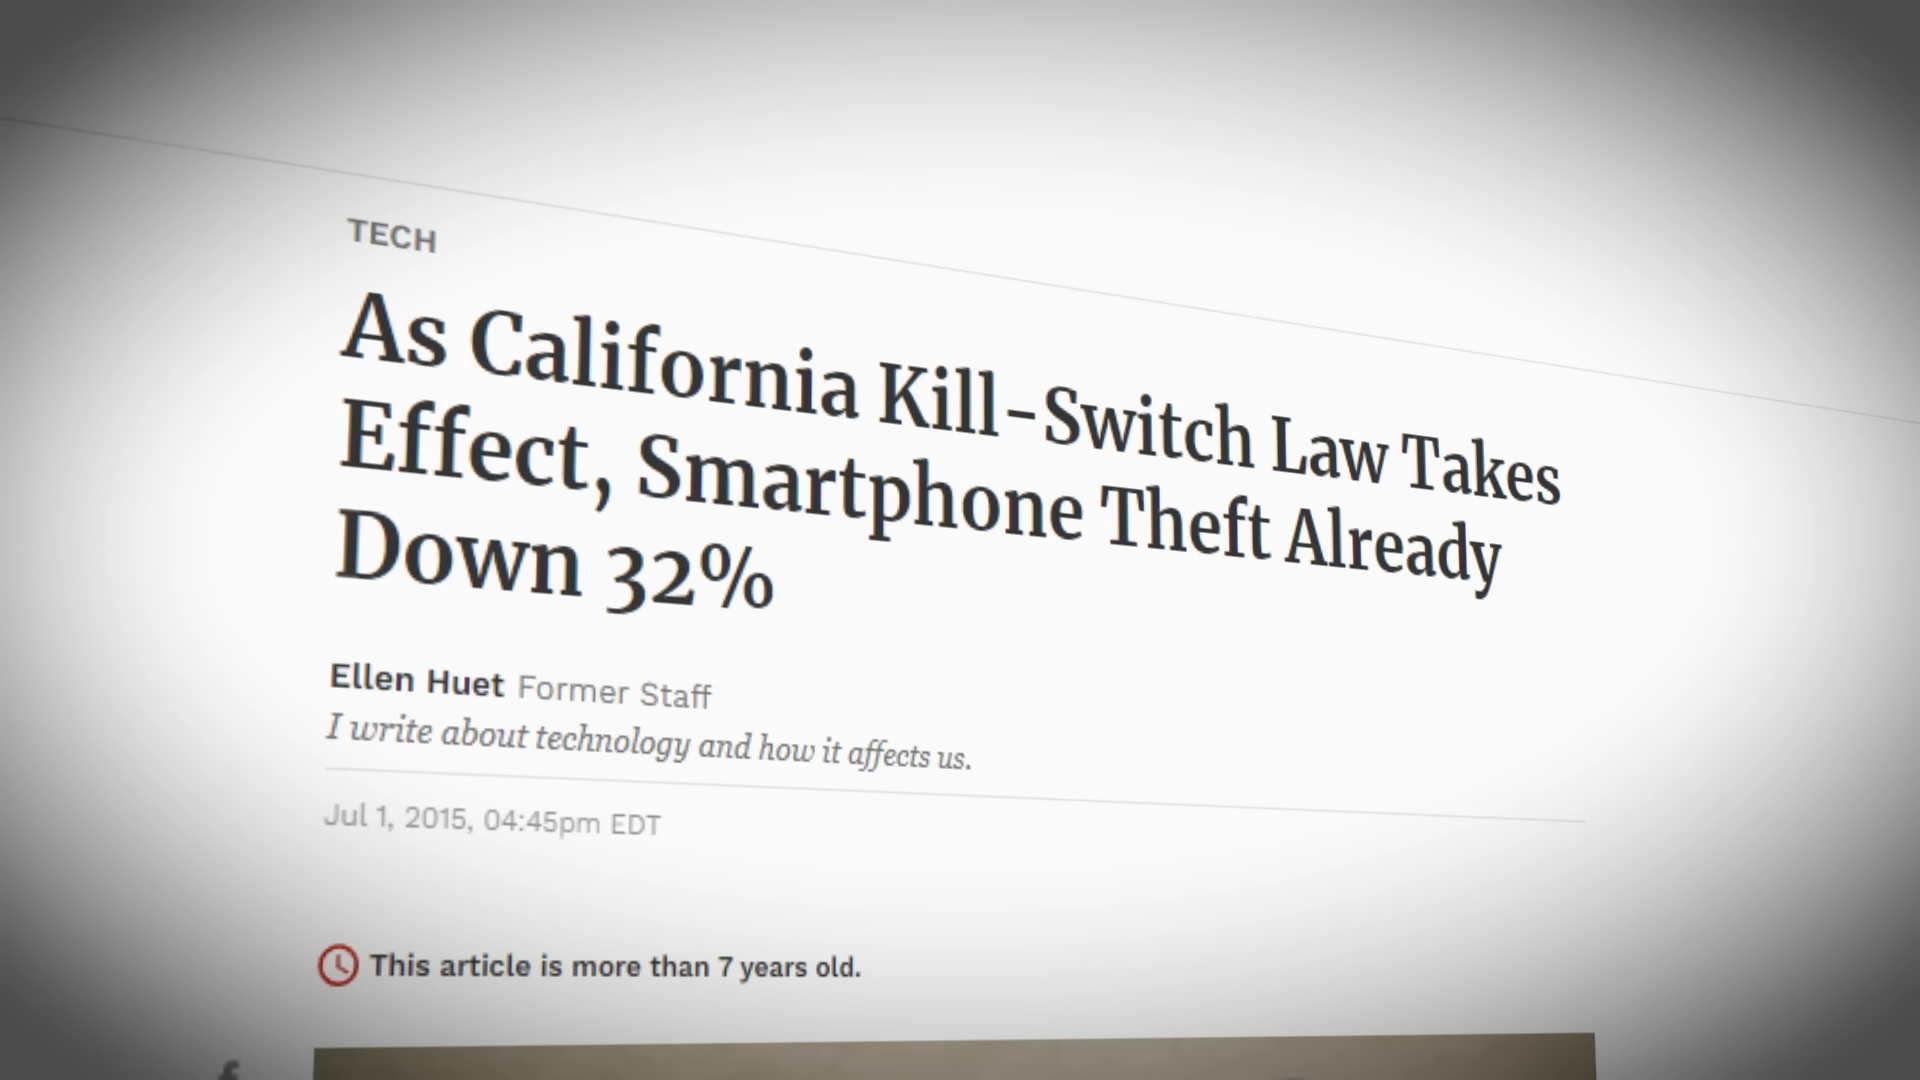 TECH
As California Kill-Switch Law Takes
Effect, Smartphone Theft Already
Down 32%
Ellen Huet Former Staff
I write about technology and how it affects us.
Jul 1, 2015, 04:45pm EDT
This article is more than 7 years old.
f